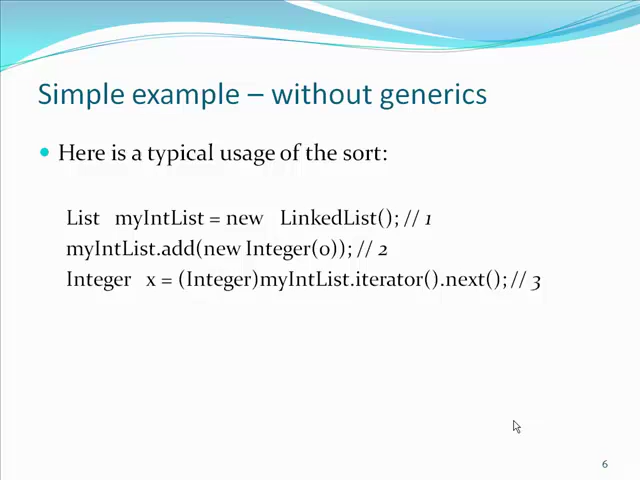 Simple example – without generics
Here is a typical usage of the sort:
List myIntList = new LinkedList(); // 1
myIntList.add(new Integer(0)); // 2
Integer x = (Integer)myIntList.iterator().next(); // 3
6